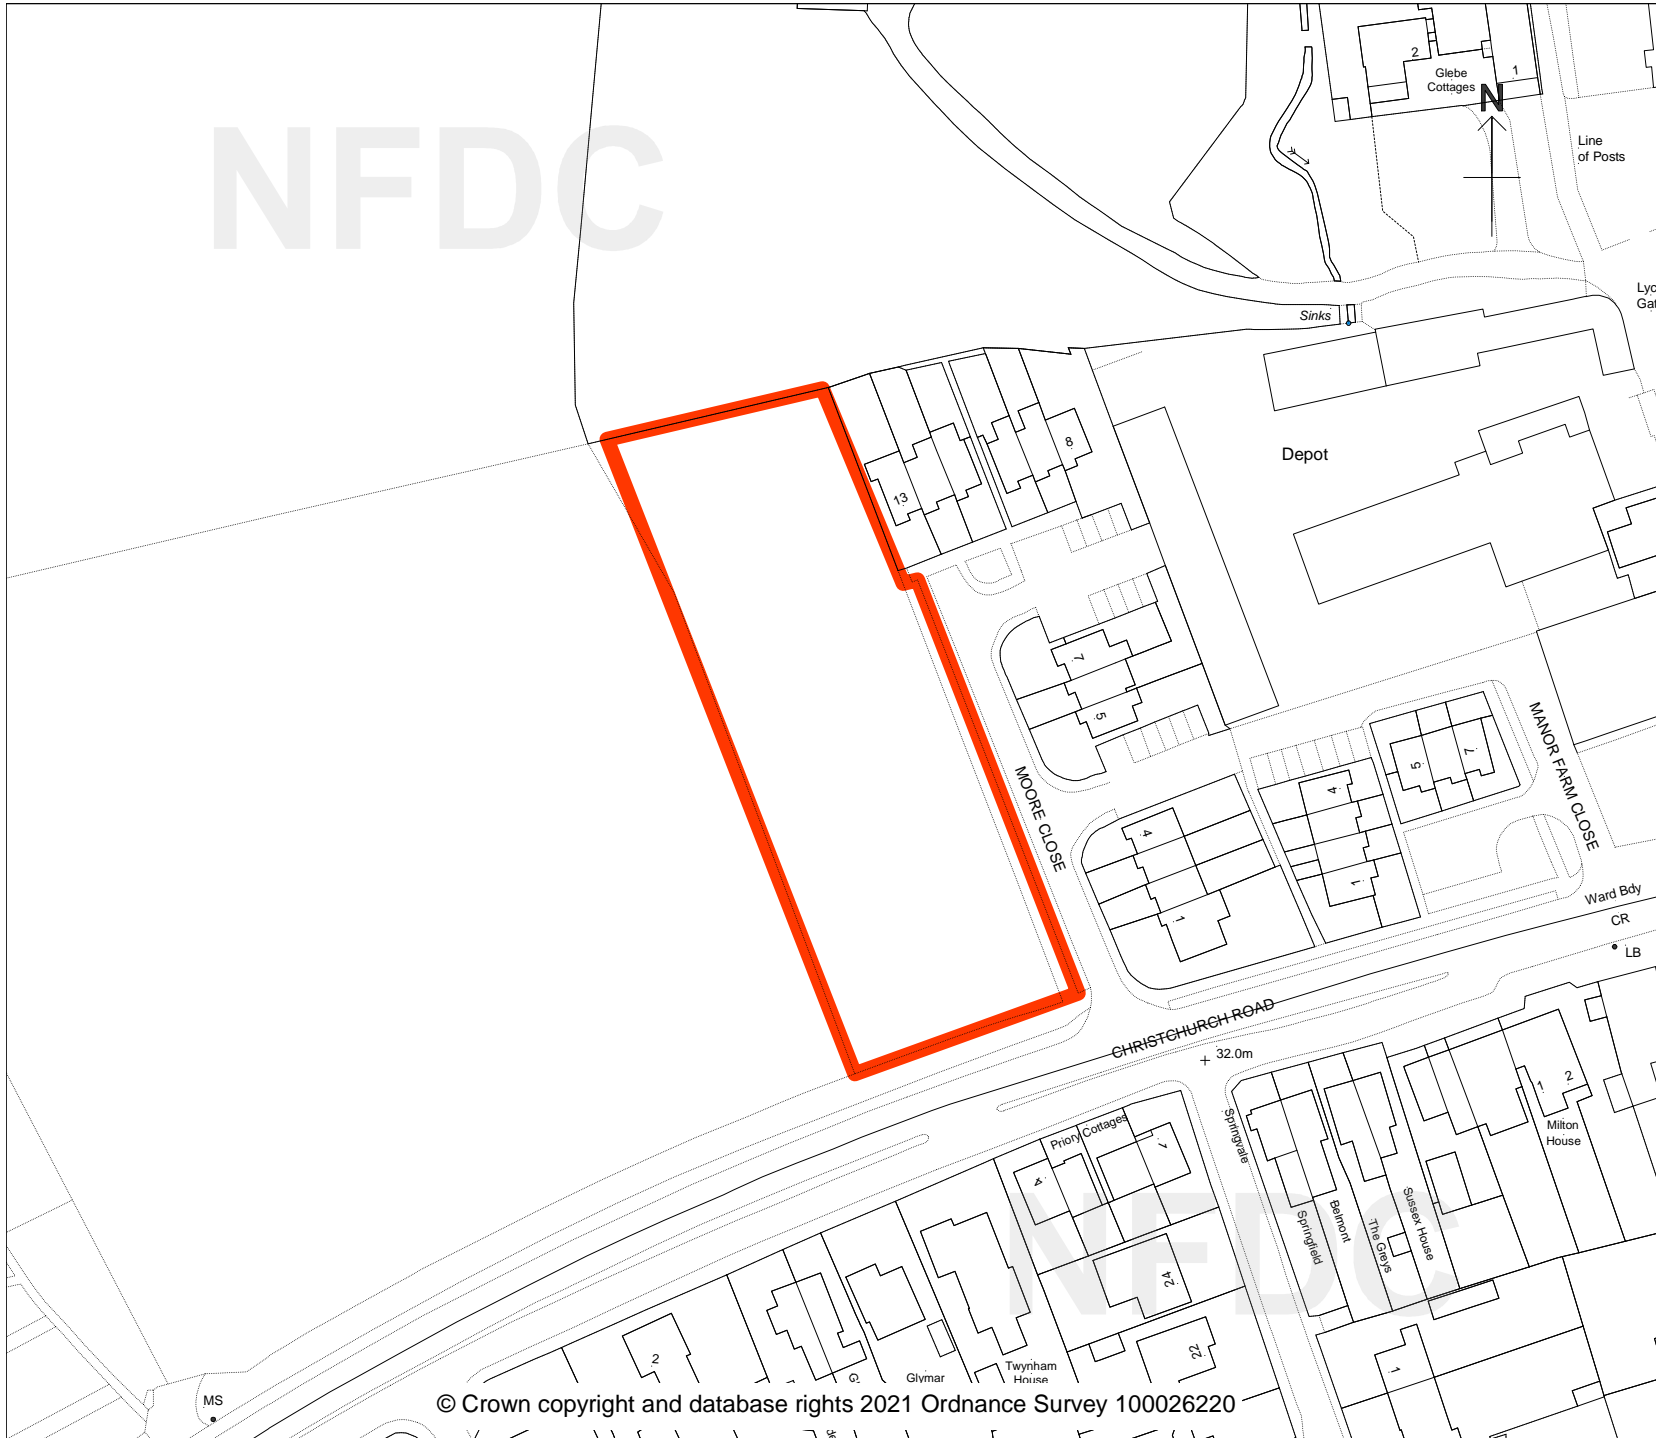 NFDC
2
Glebe
Cottages
1
N
Line
of Posts
Sinks
Depot
8
13
7
5
MOORE CLOSE
4
1
4
1
5
7
MANOR FARM CLOSE
Ward Bdy
CR
LB
CHRISTCHURCH ROAD
32.0m
Priory Cottages
4
1
Springvale
Springfield
Belmont
The Greys
Sussex House
1
2
Milton
House
NFDC
24
22
1
2
Glymar
Twynham
House
MS
© Crown copyright and database rights 2021 Ordnance Survey 100026220